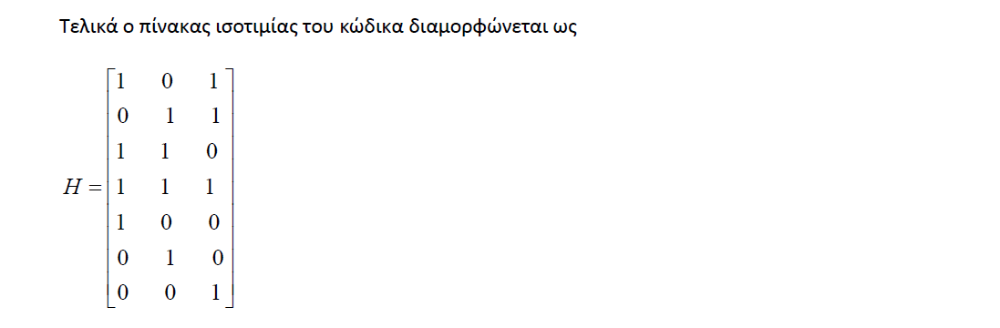 Τελικά ο πίνακας ισοτιμίας του κώδικα διαμορφώνεται ως
1 0 1
0 1 1
1 1 0
H = 1 1 1
1 0 0
0 1 0
0 0 1